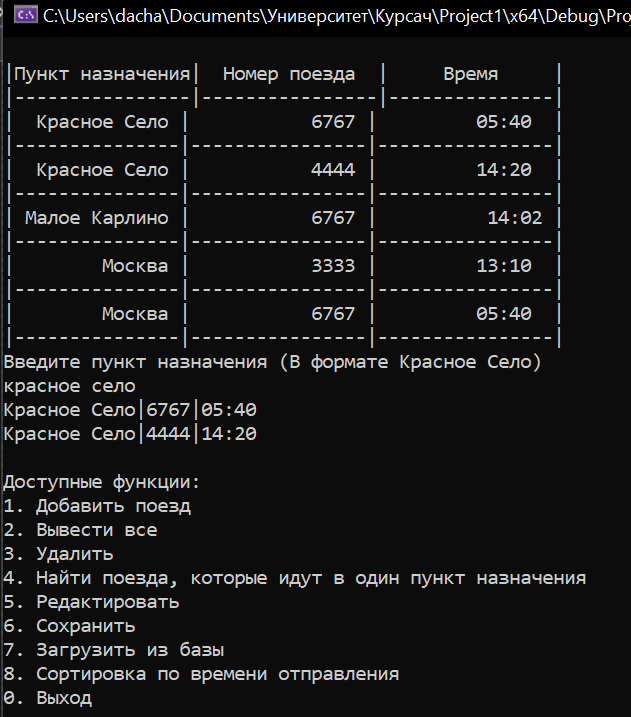 C:\Users\dacha\Documents\Университет\Курсач\Project1\x64\Debug\Pro
|Пункт назначения|  Номер поезда  |     Время     |
|----------------|----------------|---------------|
|  Красное Село |           6767 |         05:40  |
|---------------|----------------|----------------|
|  Красное Село |           4444 |         14:20  |
|---------------|----------------|----------------|
| Малое Карлино |           6767 |          14:02 |
|---------------|----------------|----------------|
|        Москва |           3333 |         13:10  |
|---------------|----------------|----------------|
|        Москва |           6767 |         05:40  |
|---------------|----------------|----------------|
Введите пункт назначения (В формате Красное Село)
красное село
Красное Село|6767|05:40
Красное Село|4444|14:20
Доступные функции:
1. Добавить поезд
2. Вывести все
3. Удалить
4. Найти поезда, которые идут в один пункт назначения
5. Редактировать
6. Сохранить
7. Загрузить из базы
8. Сортировка по времени отправления
0. Выход